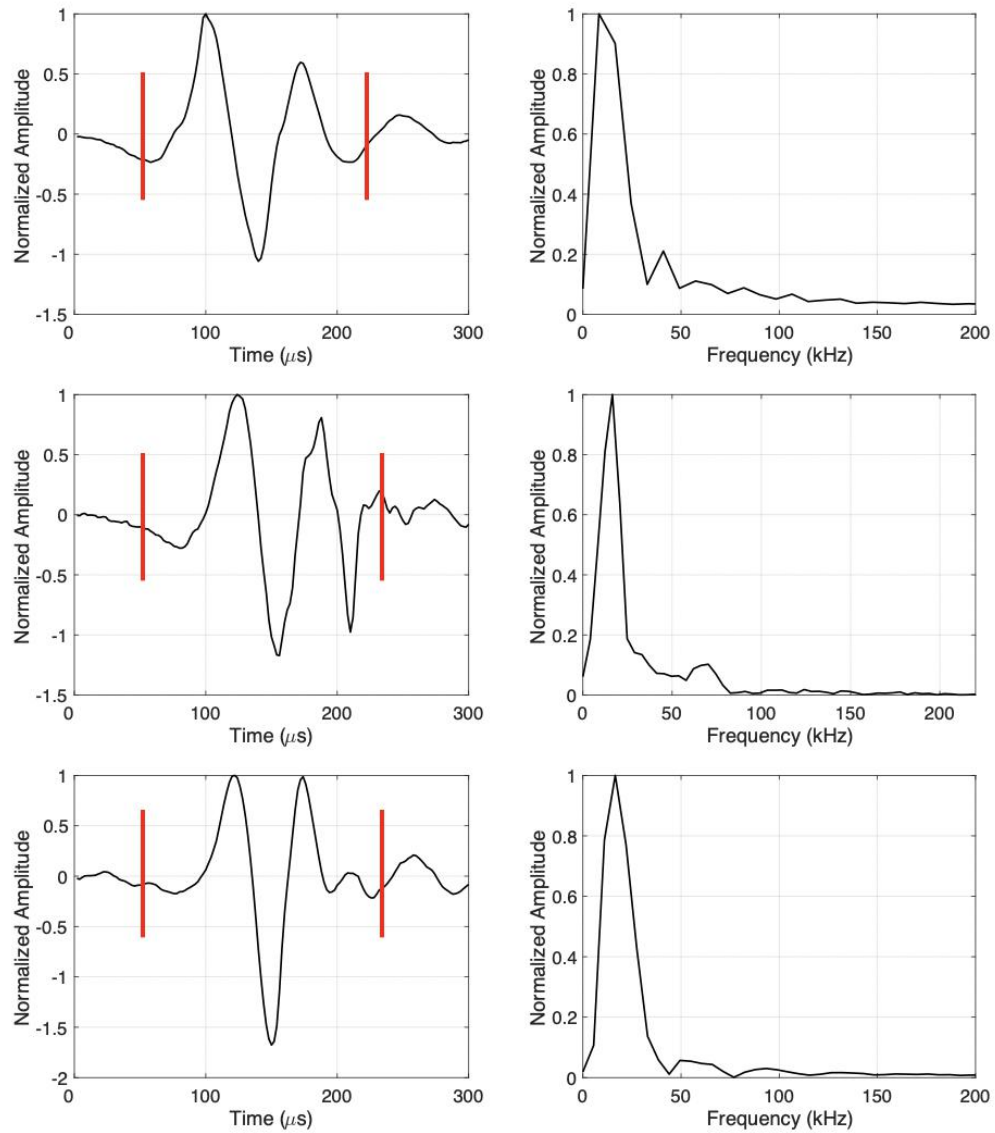 1
0.5
0
-0.5
-1
-1.5
Normalized Amplitude
0 100 200 300
Time (μs)
1
0.8
0.6
0.4
0.2
0
Normalized Amplitude
0 50 100 150 200
Frequency (kHz)
1
0.5
0
-0.5
-1
-1.5
Normalized Amplitude
0 100 200 300
Time (μs)
1
0.8
0.6
0.4
0.2
0
Normalized Amplitude
0 50 100 150 200
Frequency (kHz)
1
0.5
0
-0.5
-1
-1.5
-2
Normalized Amplitude
0 100 200 300
Time (μs)
1
0.8
0.6
0.4
0.2
0
Normalized Amplitude
0 50 100 150 200
Frequency (kHz)